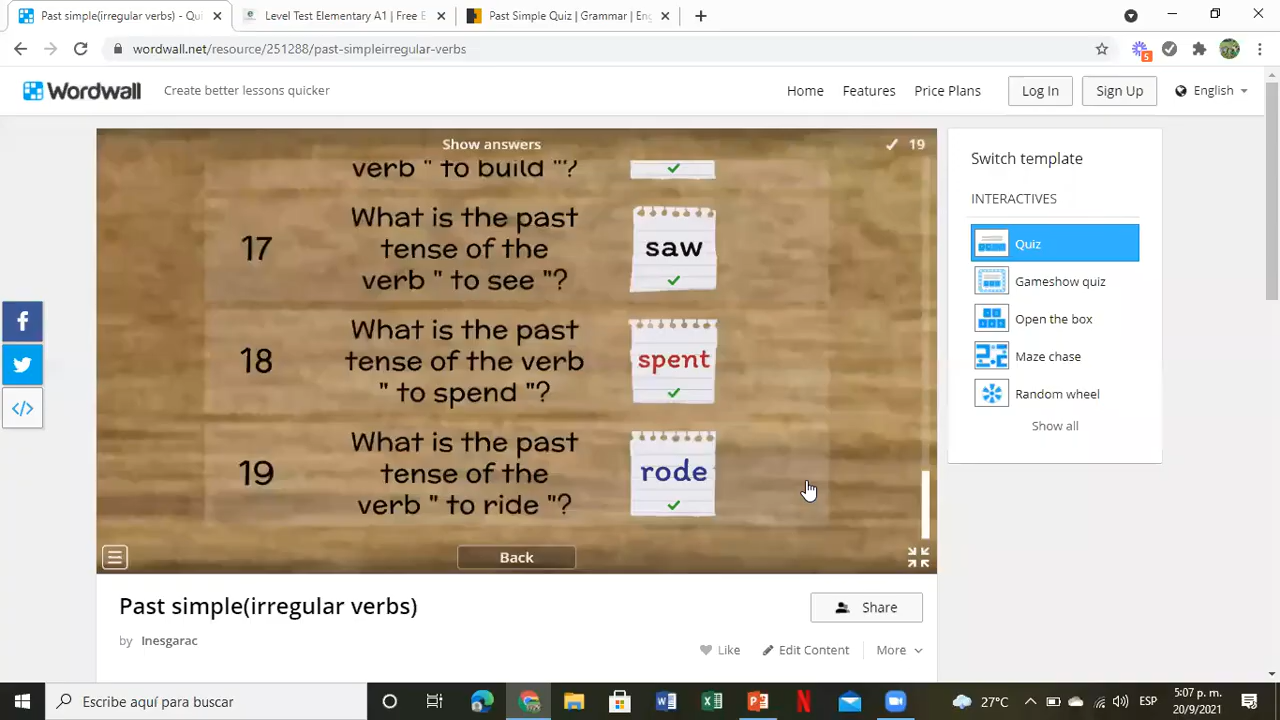 Past simple(irregular verbs) - Qui
Level Test Elementary A1 | Free E
Past Simple Quiz | Grammar | Eng
wordwall.net/resource/251288/past-simpleirregular-verbs
5
Wordwall
Create better lessons quicker
Home
Features
Price Plans
Log In
Sign Up
English
Show answers
19
verb " to build "?
17
What is the past
tense of the
verb " to see "?
saw
18
What is the past
tense of the verb
" to spend "?
spent
19
What is the past
tense of the
verb " to ride "?
rode
Back
Switch template
INTERACTIVES
Quiz
Gameshow quiz
Open the box
Maze chase
Random wheel
Show all
Past simple(irregular verbs)
Share
by Inesgarac
Like
Edit Content
More
Escribe aquí para buscar
27°C
ESP
5:07 p. m.
20/9/2021